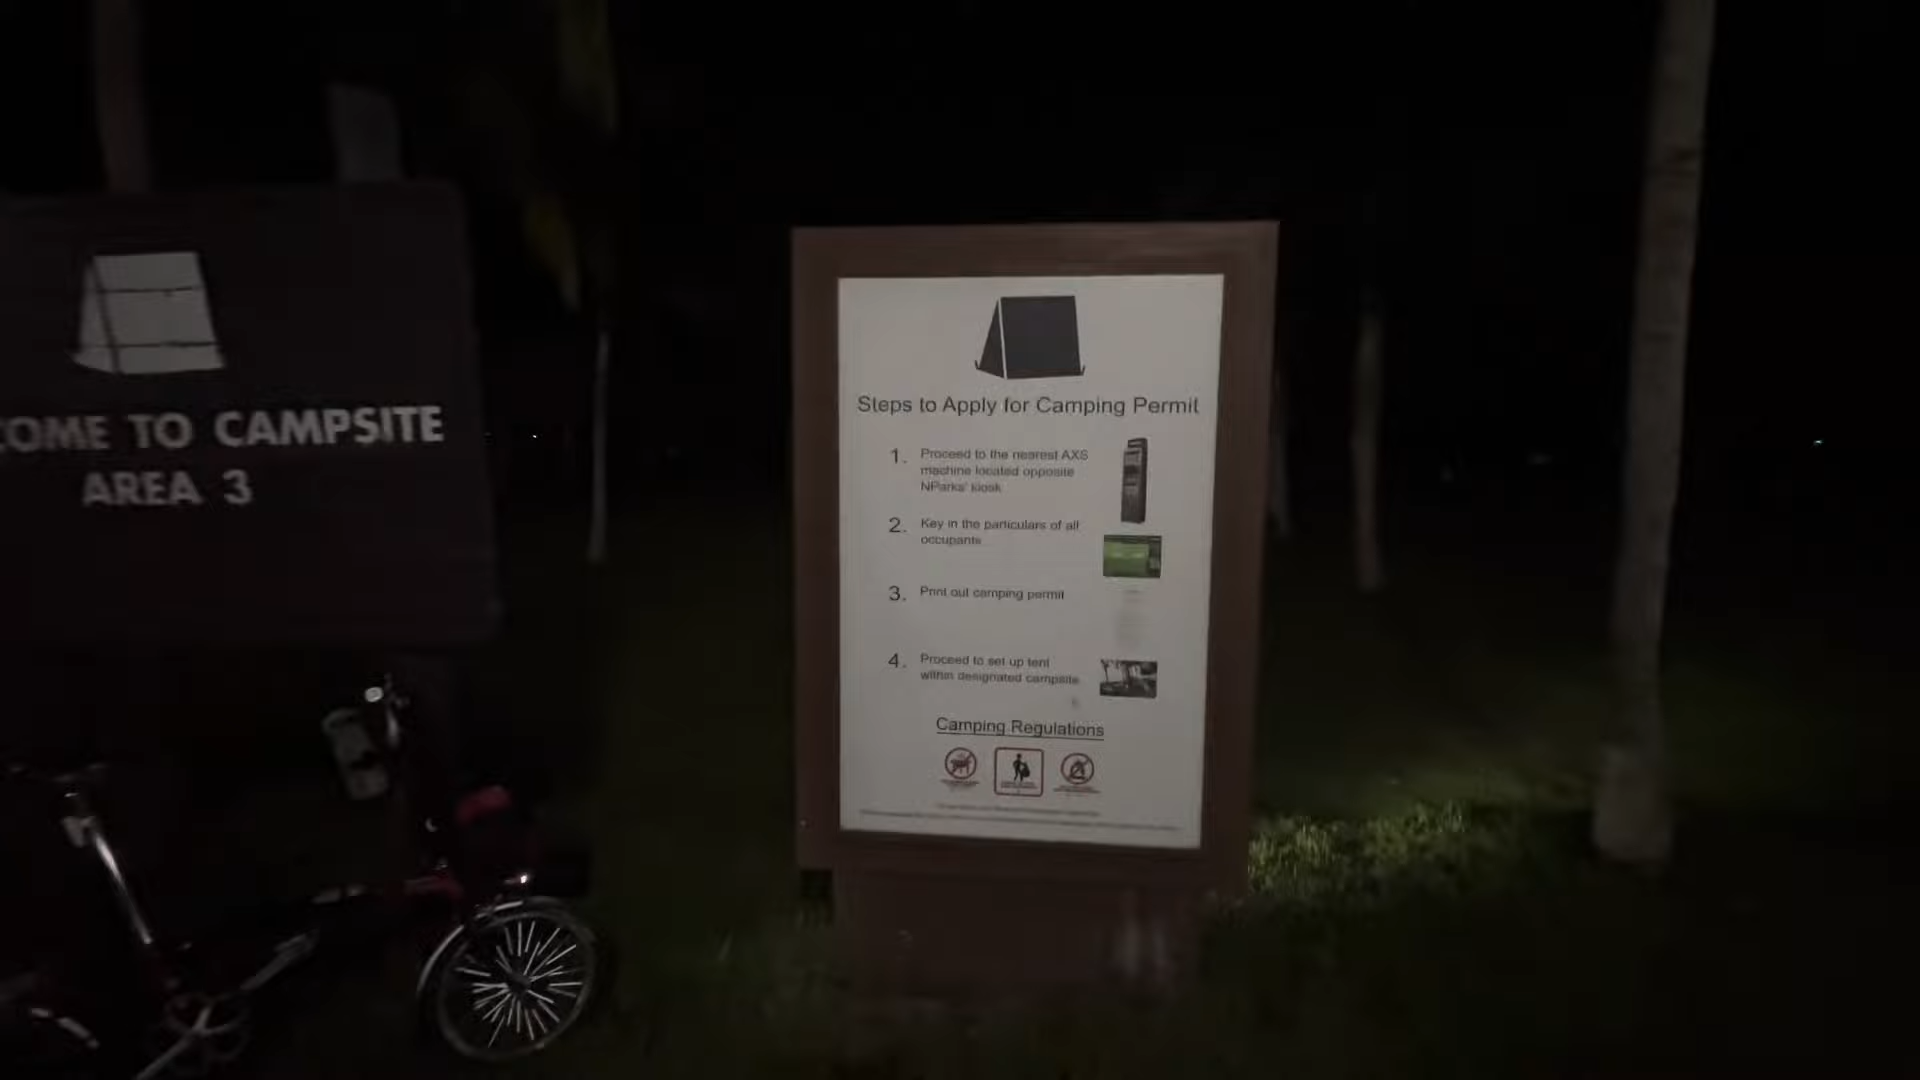 COME TO CAMPSITE
AREA 3
Steps to Apply for Camping Permit
1. Proceed to the nearest AXS
machine located opposite
NParks' kiosk
2. Key in the particulars of all
occupants
3. Print out camping permit
4. Proceed to set up tent
within designated campsite
Camping Regulations